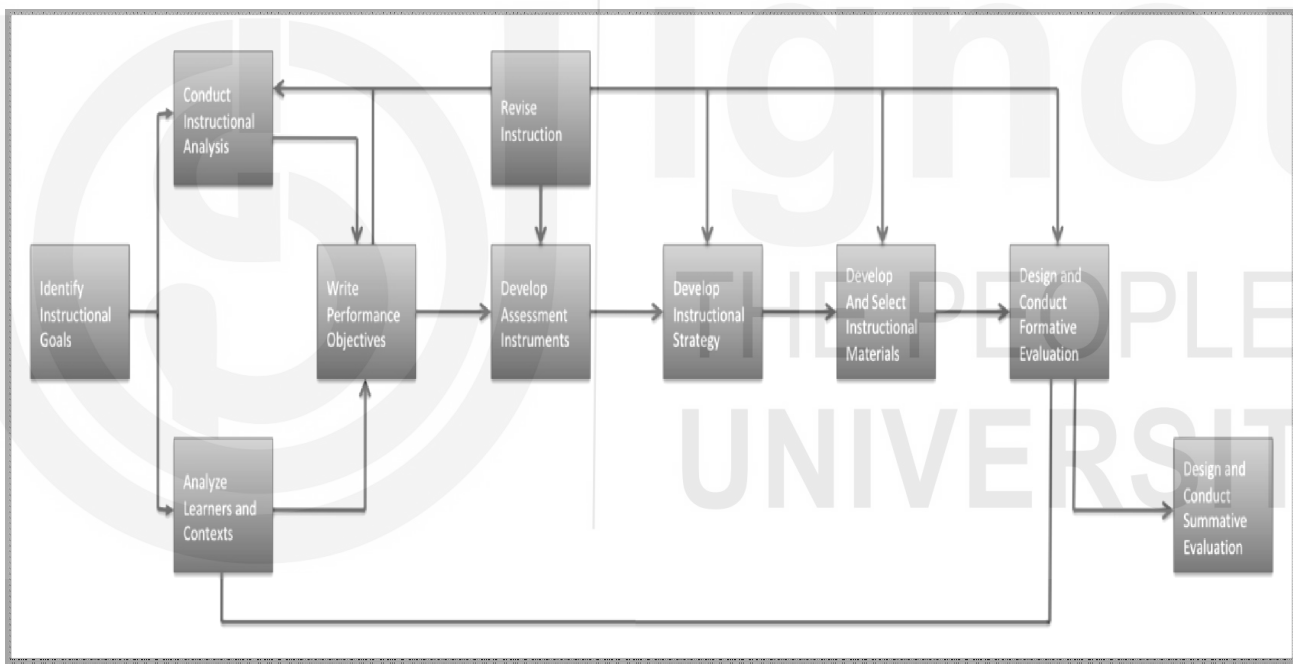 ignou
THE PEOPLE
UNIVERSIT
Conduct
Instructional
Analysis
Revise
Instruction
Identify
Instructional
Goals
Write
Performance
Objectives
Develop
Assessment
Instruments
Develop
Instructional
Strategy
Develop
And Select
Instructional
Materials
Design and
Conduct
Formative
Evaluation
Analyze
Learners and
Contexts
Design and
Conduct
Summative
Evaluation